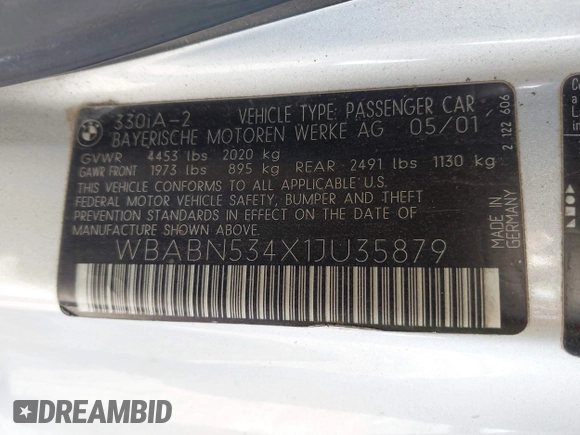 330iA-2 VEHICLE TYPE: PASSENGER CAR
BAYERISCHE MOTOREN WERKE AG 05/01
GVWR 4453 lbs 2020 kg
GAWR FRONT 1973 lbs 895 kg REAR 2491 lbs 1130 kg
THIS VEHICLE CONFORMS TO ALL APPLICABLE U.S.
FEDERAL MOTOR VEHICLE SAFETY, BUMPER AND THEFT
PREVENTION STANDARDS IN EFFECT ON THE DATE OF
MANUFACTURE SHOWN ABOVE.
WBABN534X1JU35879
MADE IN
GERMANY
2 122 606
DREAMBID